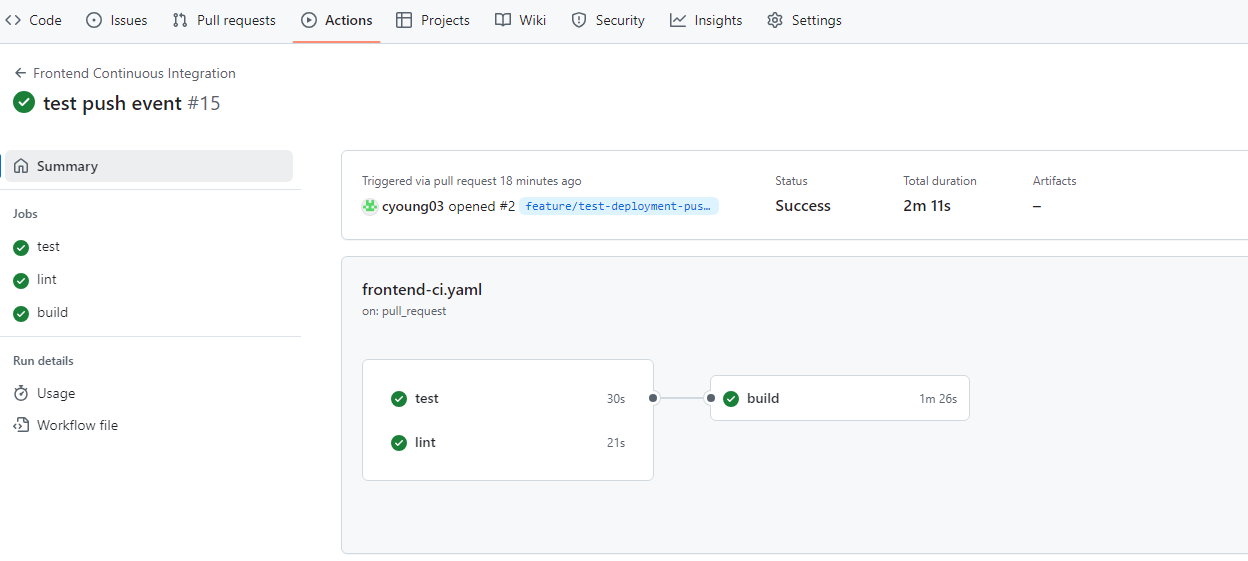 Code Issues Pull requests Actions Projects Wiki Security Insights Settings
Frontend Continuous Integration
test push event #15
Summary
Jobs
test
lint
build
Run details
Usage
Workflow file
Triggered via pull request 18 minutes ago
cyoung03 opened #2 feature/test-deployment-pus…
Status
Success
Total duration
2m 11s
Artifacts
–
frontend-ci.yaml
on: pull_request
test 30s
lint 21s
build 1m 26s